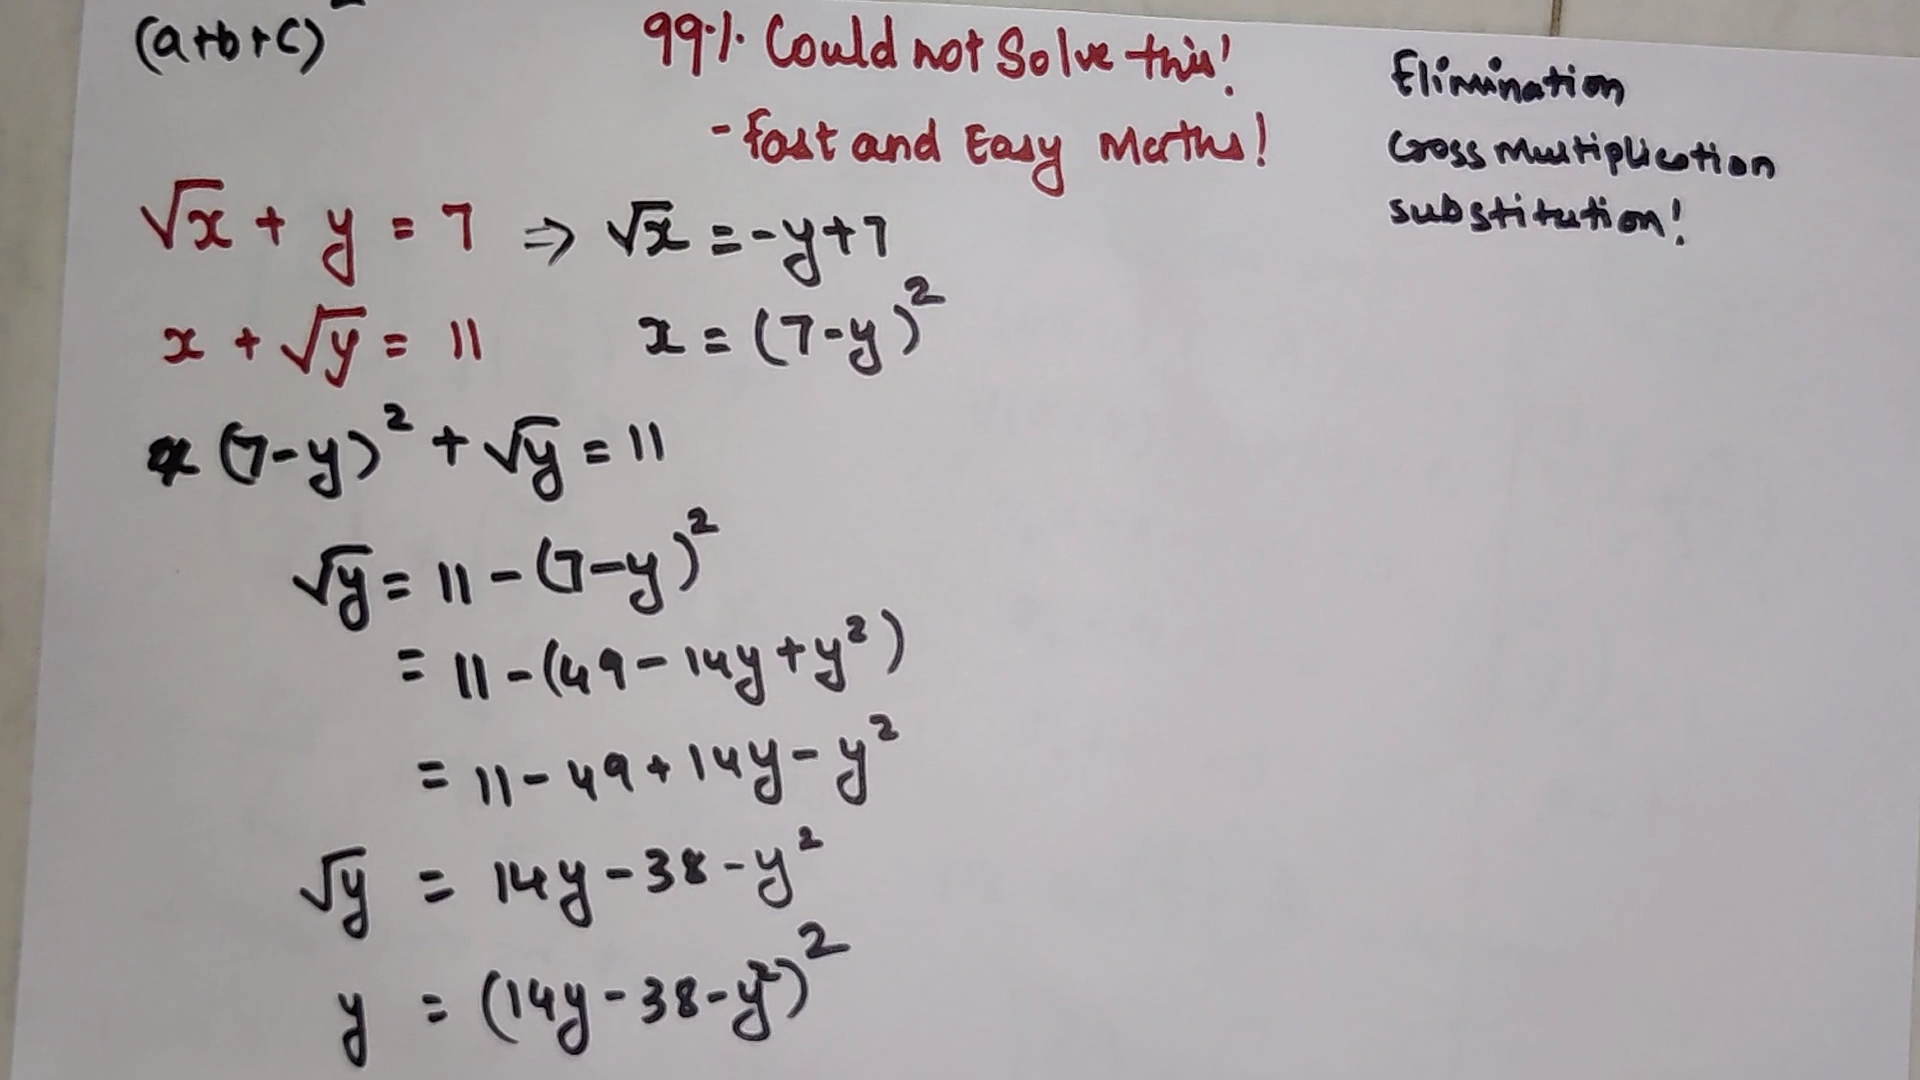 (a+b+c)²
99·/. Could not Solve this!
- Fast and Easy Maths!
Elimination
Cross Multiplication
substitution!
√x + y = 7 ⇒ √x = -y+7
x + √y = 11 x = (7-y)²
(7-y)² + √y = 11
√y = 11 - (7-y)²
= 11 - (49 - 14y + y²)
= 11 - 49 + 14y - y²
√y = 14y - 38 - y²
y = (14y - 38 - y²)²